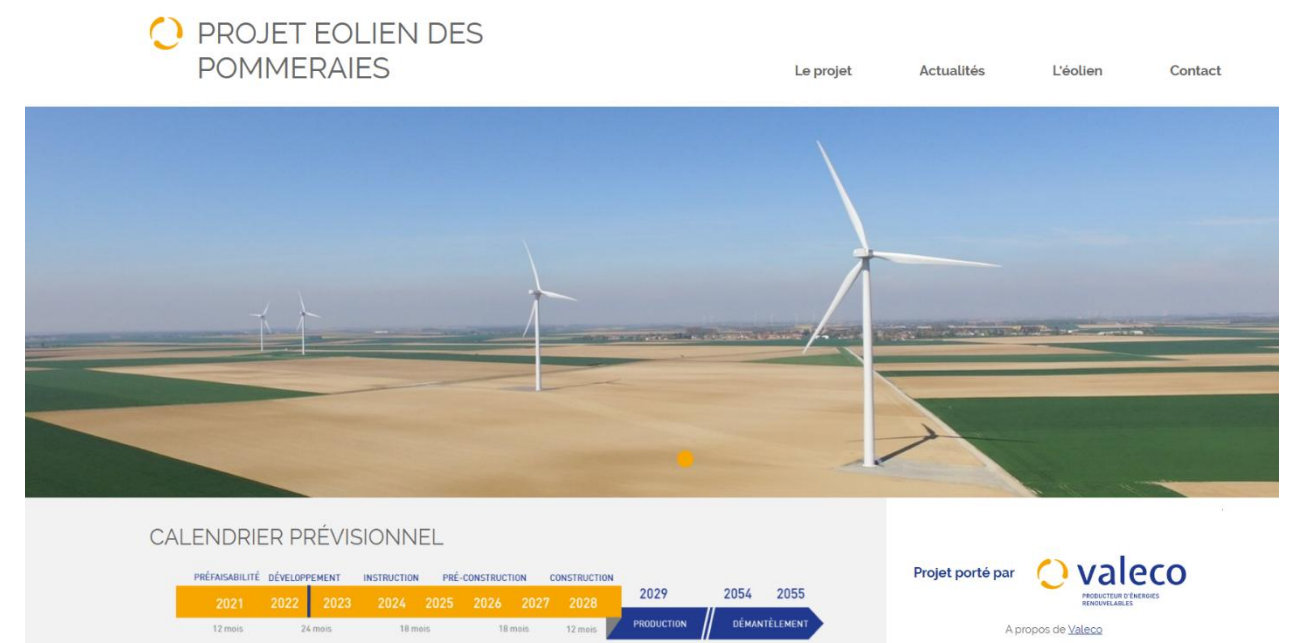 PROJET EOLIEN DES
POMMERAIES
Le projet Actualités L'éolien Contact
CALENDRIER PRÉVISIONNEL
PRÉFAISABILITÉ DÉVELOPPEMENT INSTRUCTION PRÉ-CONSTRUCTION CONSTRUCTION
2021 2022 2023 2024 2025 2026 2027 2028 2029 2054 2055
12 mois 24 mois 18 mois 18 mois 12 mois PRODUCTION DÉMANTÈLEMENT
Projet porté par valeco
PRODUCTEUR D'ÉNERGIES
RENOUVELABLES
A propos de Valeco